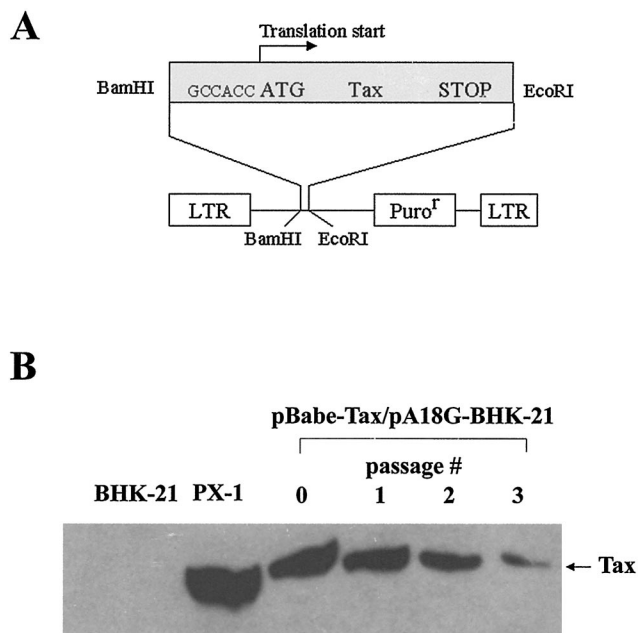 A
Translation start
BamHI GCCACC ATG Tax STOP EcoRI
LTR Puroʳ LTR
BamHI EcoRI
B
pBabe-Tax/pA18G-BHK-21
passage #
BHK-21 PX-1 0 1 2 3
Tax